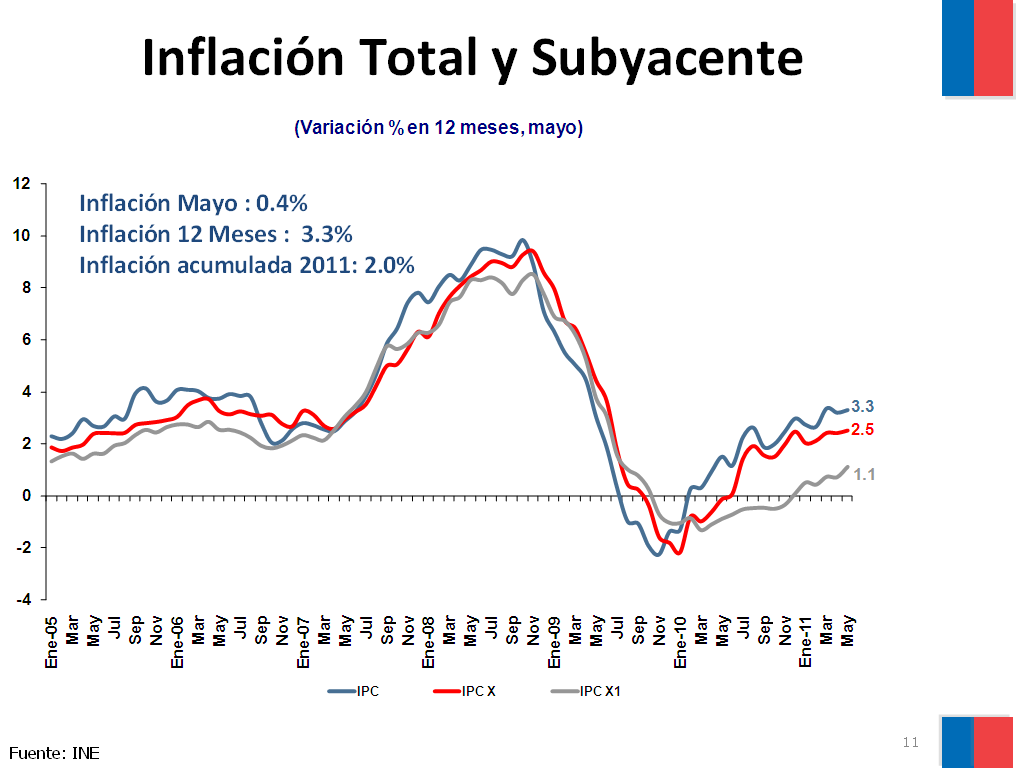 Inflación Total y Subyacente
(Variación % en 12 meses, mayo)
Inflación Mayo : 0.4%
Inflación 12 Meses :  3.3%
Inflación acumulada 2011: 2.0%
12
10
8
6
4
2
0
-2
-4
3.3
2.5
1.1
Ene-05 Mar May Jul Sep Nov Ene-06 Mar May Jul Sep Nov Ene-07 Mar May Jul Sep Nov Ene-08 Mar May Jul Sep Nov Ene-09 Mar May Jul Sep Nov Ene-10 Mar May Jul Sep Nov Ene-11 Mar May
IPC IPC X IPC X1
11
Fuente: INE